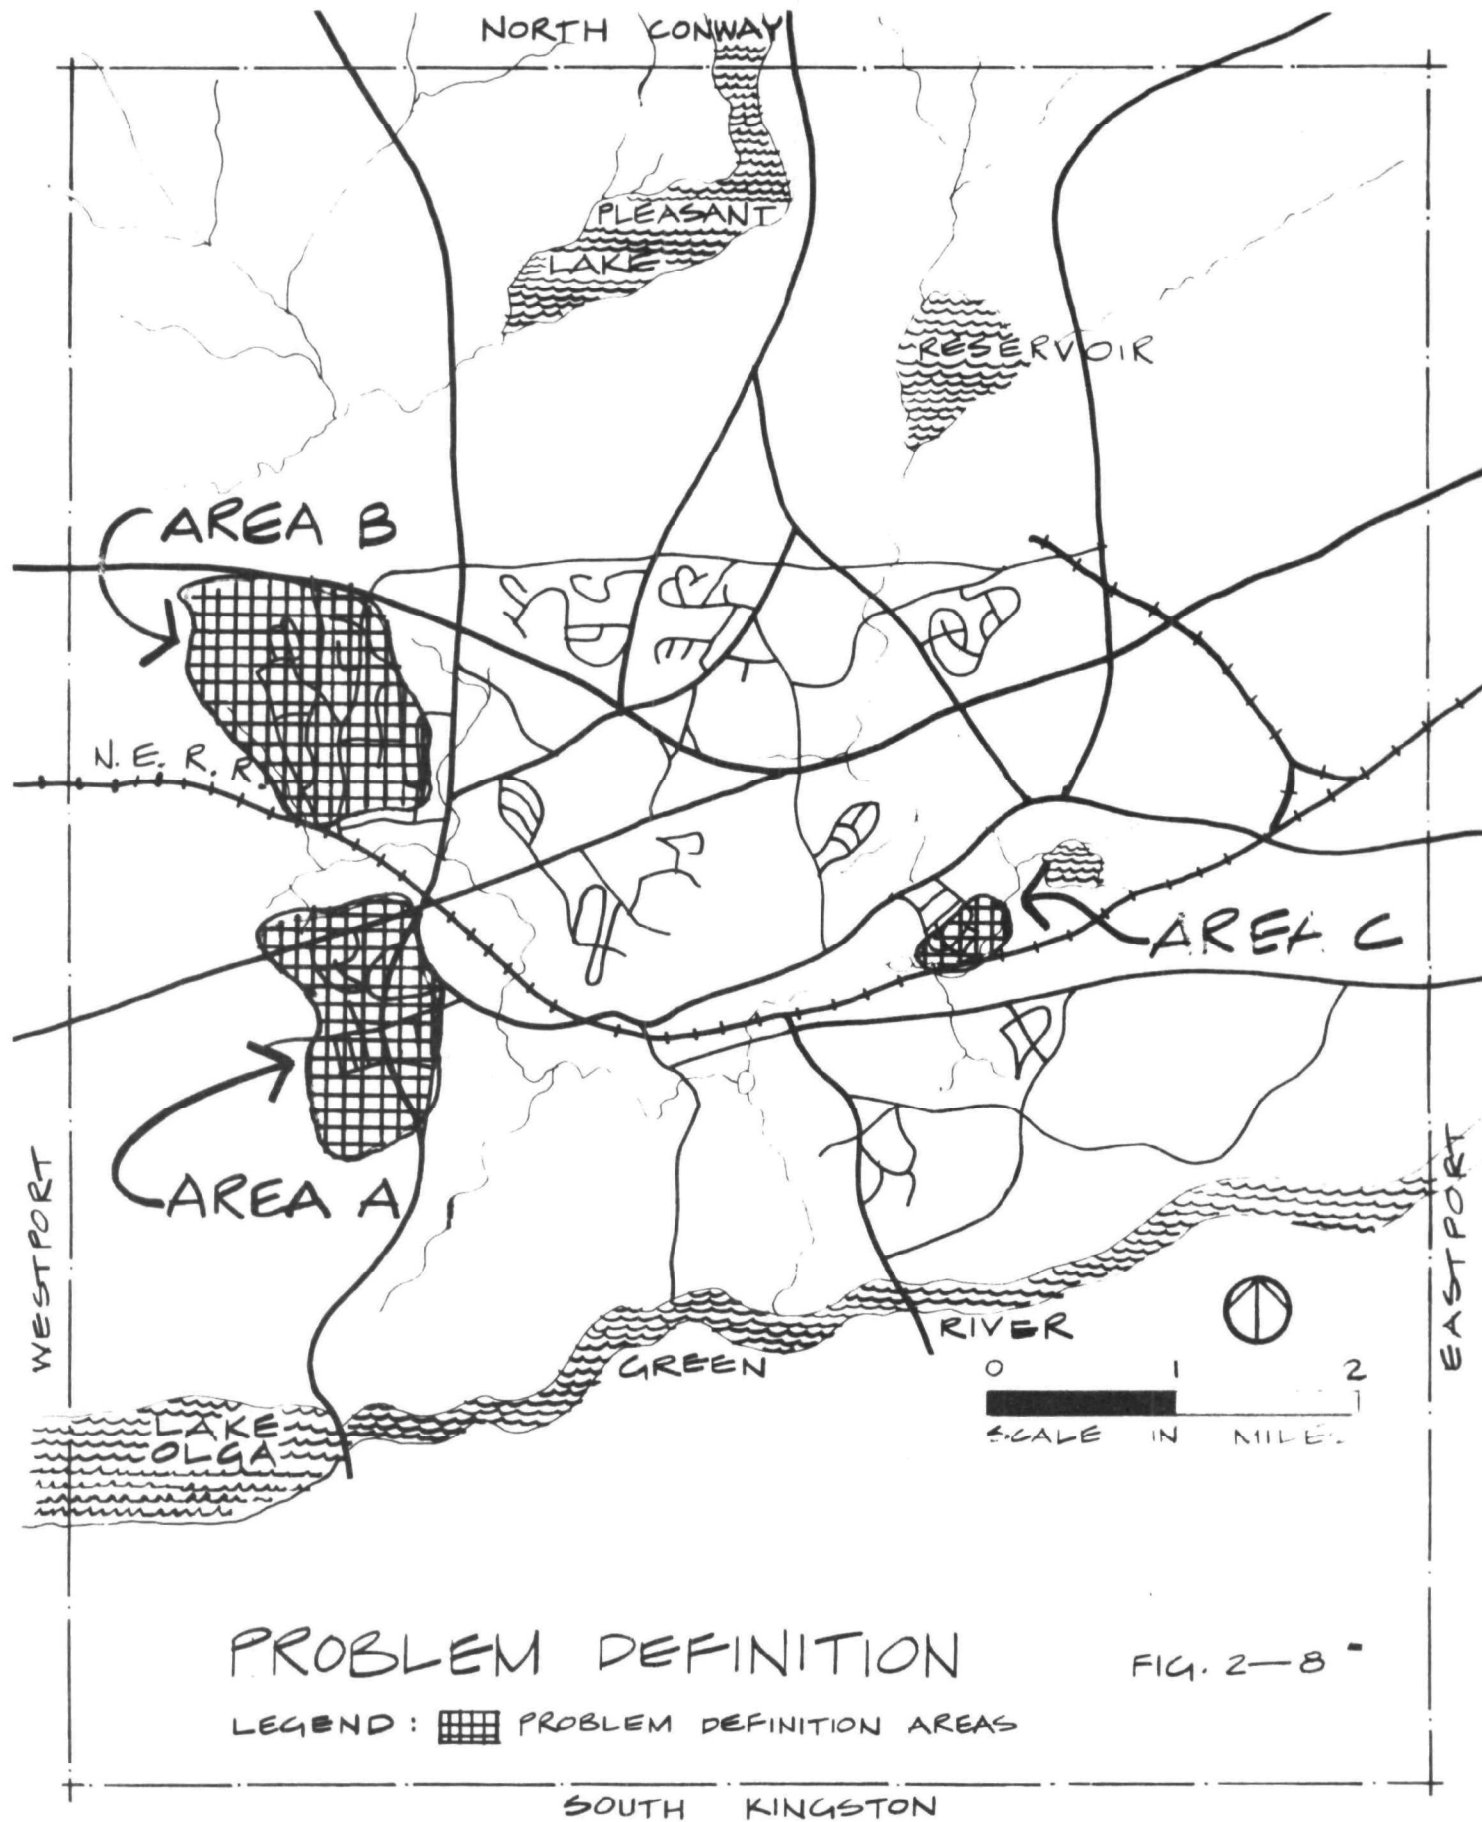 NORTH CONWAY
PLEASANT
LAKE
RESERVOIR
AREA B
N.E.R.R.
AREA C
AREA A
WESTPORT
EASTPORT
RIVER
GREEN
0 1 2
SCALE IN MILES
LAKE
OLGA
PROBLEM DEFINITION
FIG. 2-8
LEGEND: PROBLEM DEFINITION AREAS
SOUTH KINGSTON